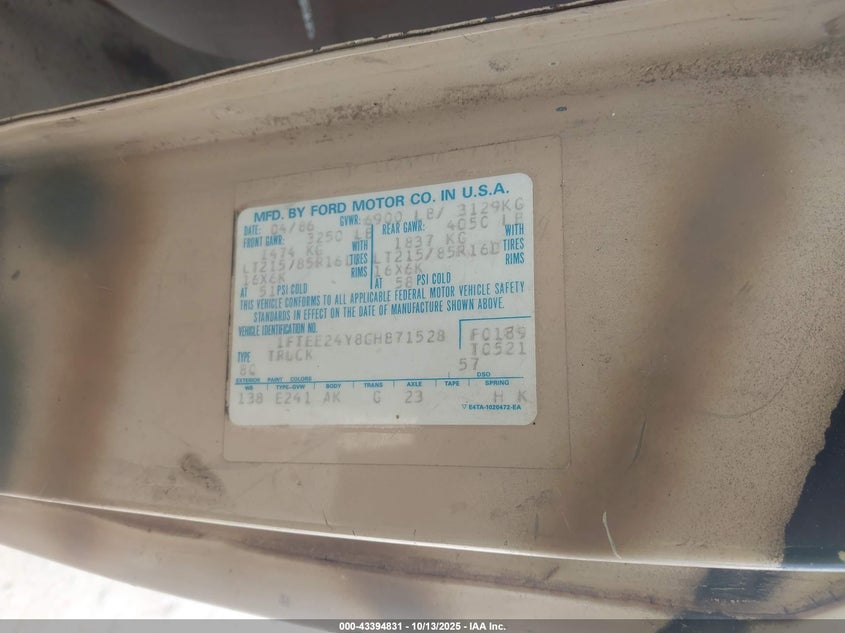 MFD. BY FORD MOTOR CO. IN U.S.A.
DATE: 04/86 GVWR: 6900 LB/ 3129KG
FRONT GAWR: 3250 LB REAR GAWR: 4050 LB
1474 KG WITH 1837 KG WITH
LT215/85R16D TIRES LT215/85R16D TIRES
16X6K RIMS 16X6K RIMS
AT 51 PSI COLD AT 58 PSI COLD
THIS VEHICLE CONFORMS TO ALL APPLICABLE FEDERAL MOTOR VEHICLE SAFETY
STANDARDS IN EFFECT ON THE DATE OF MANUFACTURE SHOWN ABOVE.
VEHICLE IDENTIFICATION NO.
1FTEE24Y8GHB71528 F0189
TYPE TRUCK T0521
8C 57
EXTERIOR PAINT COLORS DSO
WB TYPE-GVW BODY TRANS AXLE TAPE SPRING
138 E241 AK G 23 H K
▽ E4TA-1020472-EA
000-43394831 - 10/13/2025 - IAA Inc.